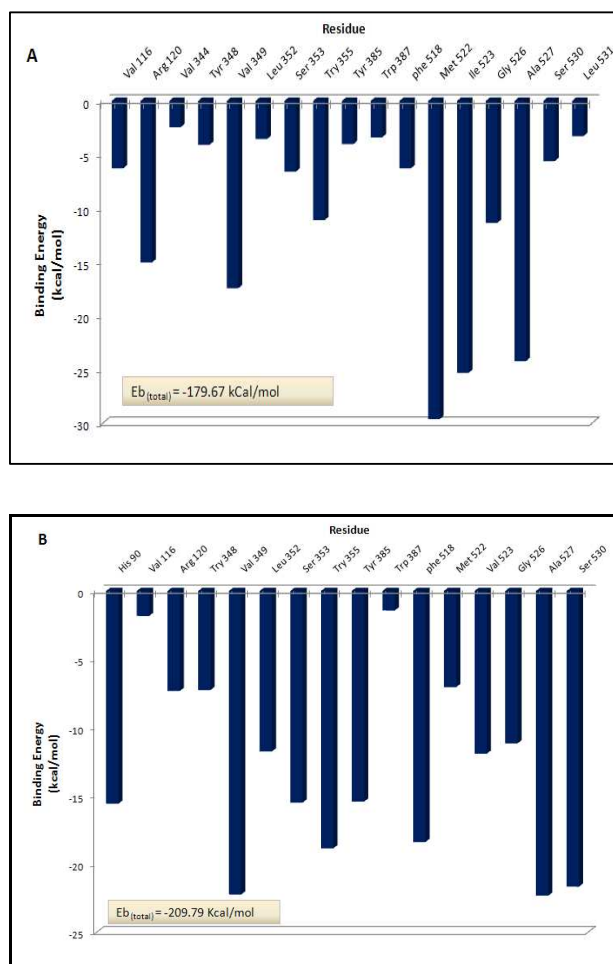 Residue
A
Val 116
Arg 120
Val 344
Tyr 348
Val 349
Leu 352
Ser 353
Try 355
Tyr 385
Trp 387
phe 518
Met 522
Ile 523
Gly 526
Ala 527
Ser 530
Leu 531
0
-5
-10
-15
-20
-25
-30
Binding Energy
(kcal/mol)
Eb (total) = -179.67 kCal/mol
Residue
B
His 90
Val 116
Arg 120
Try 348
Val 349
Leu 352
Ser 353
Try 355
Tyr 385
Trp 387
phe 518
Met 522
Val 523
Gly 526
Ala 527
Ser 530
0
-5
-10
-15
-20
-25
Binding Energy
(kcal/mol)
Eb (total) = -209.79 Kcal/mol